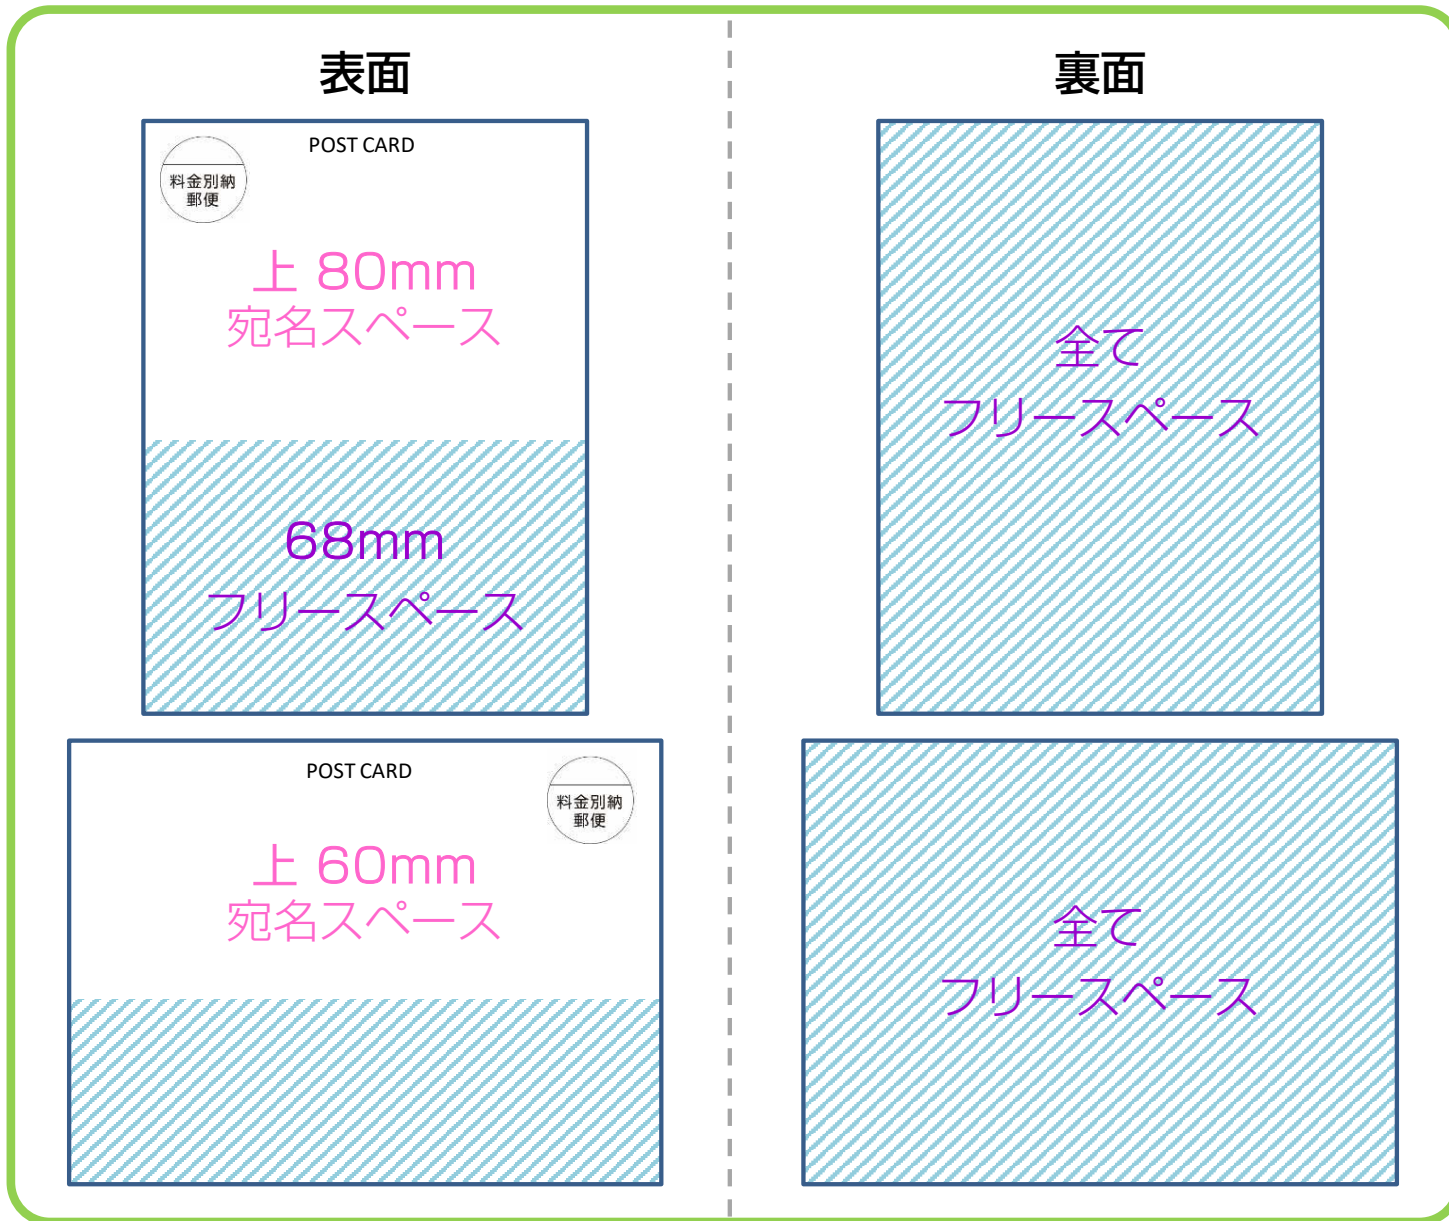 表面
POST CARD
料金別納
郵便
上 80mm
宛名スペース
68mm
フリースペース
POST CARD
料金別納
郵便
上 60mm
宛名スペース
裏面
全て
フリースペース
全て
フリースペース